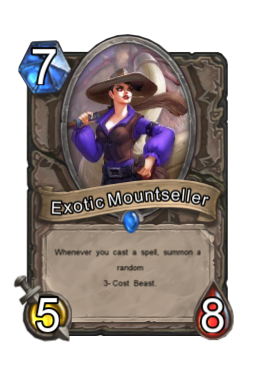 7
Exotic Mountseller
Whenever you cast a spell, summon a
random
3- Cost Beast.
5 8